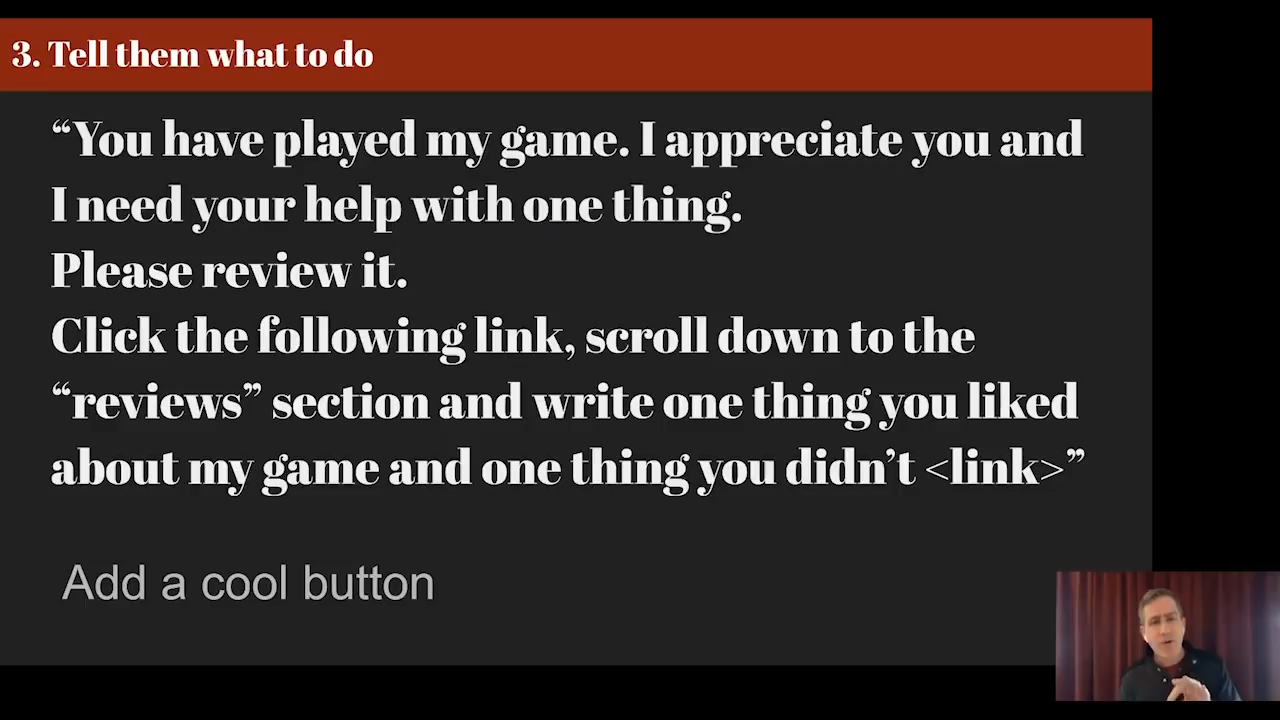 3. Tell them what to do
“You have played my game. I appreciate you and
I need your help with one thing.
Please review it.
Click the following link, scroll down to the
“reviews” section and write one thing you liked
about my game and one thing you didn’t <link>”
Add a cool button